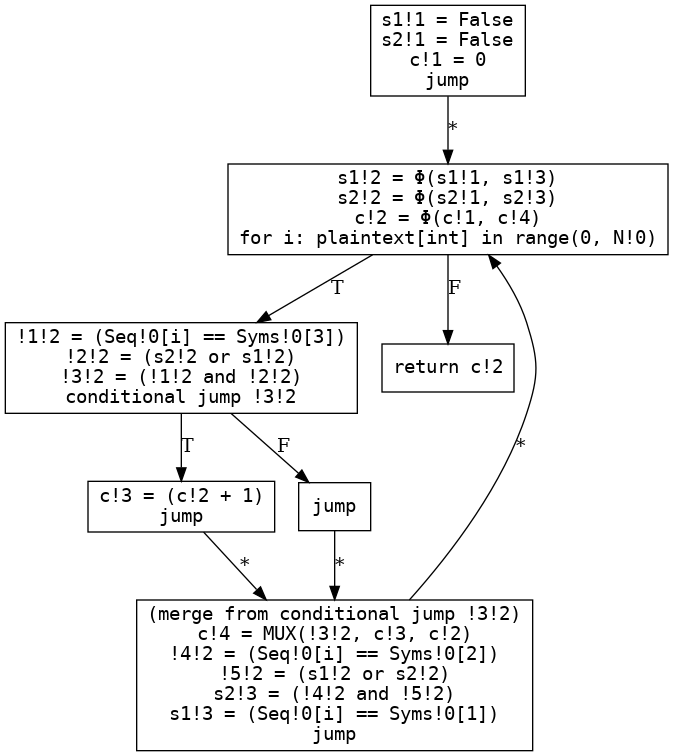 s1!1 = False
s2!1 = False
c!1 = 0
jump
*
s1!2 = Φ(s1!1, s1!3)
s2!2 = Φ(s2!1, s2!3)
c!2 = Φ(c!1, c!4)
for i: plaintext[int] in range(0, N!0)
T
F
!1!2 = (Seq!0[i] == Syms!0[3])
!2!2 = (s2!2 or s1!2)
!3!2 = (!1!2 and !2!2)
conditional jump !3!2
return c!2
T
F
*
c!3 = (c!2 + 1)
jump
jump
*
*
(merge from conditional jump !3!2)
c!4 = MUX(!3!2, c!3, c!2)
!4!2 = (Seq!0[i] == Syms!0[2])
!5!2 = (s1!2 or s2!2)
s2!3 = (!4!2 and !5!2)
s1!3 = (Seq!0[i] == Syms!0[1])
jump